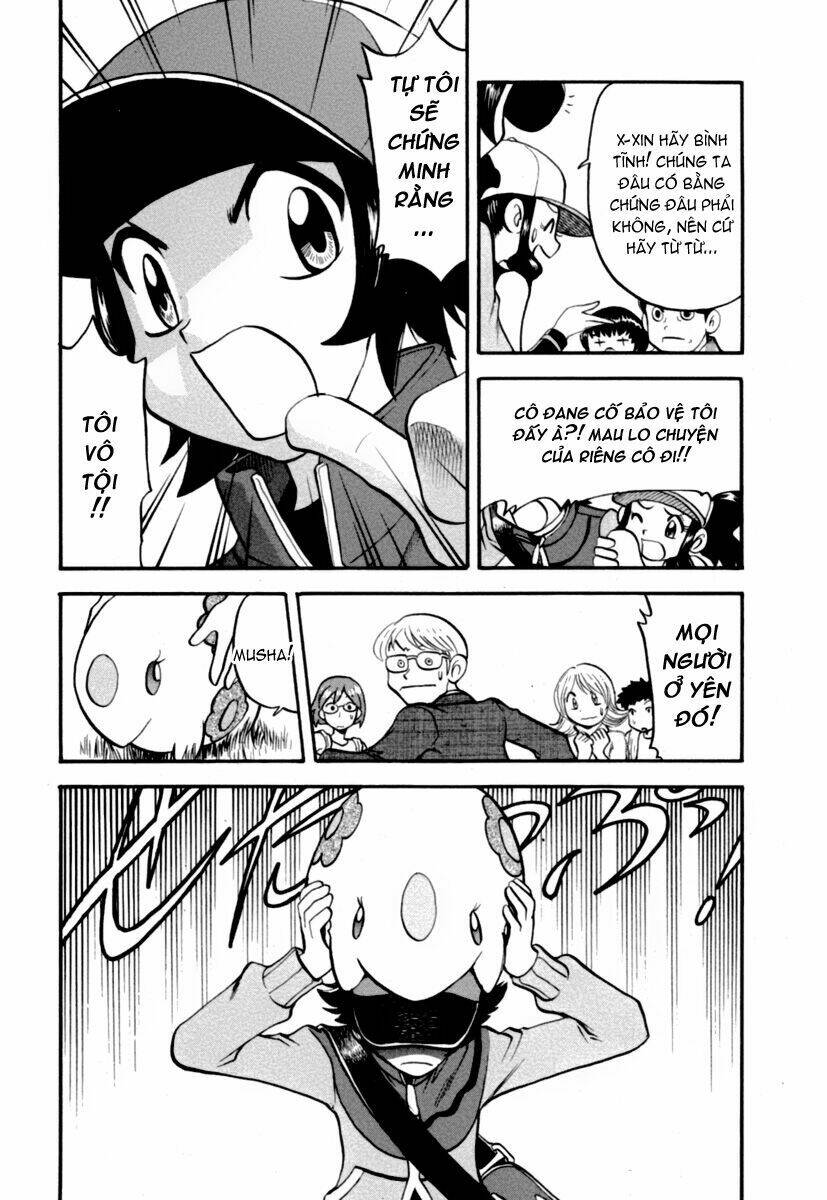 X-XIN HÃY BÌNH
TĨNH! CHÚNG TA
ĐÂU CÓ BẰNG
CHỨNG ĐÂU PHẢI
KHÔNG, NÊN CỨ
HÃY TỪ TỪ...
CÔ ĐANG CỐ BẢO VỆ TÔI
ĐẤY À?! MAU LO CHUYỆN
CỦA RIÊNG CÔ ĐI!!
TỰ TÔI
SẼ
CHỨNG
MINH
RẰNG
...
TÔI
VÔ
TỘI
!!
MỌI
NGƯỜI
Ở YÊN
ĐÓ!
MUSHA!